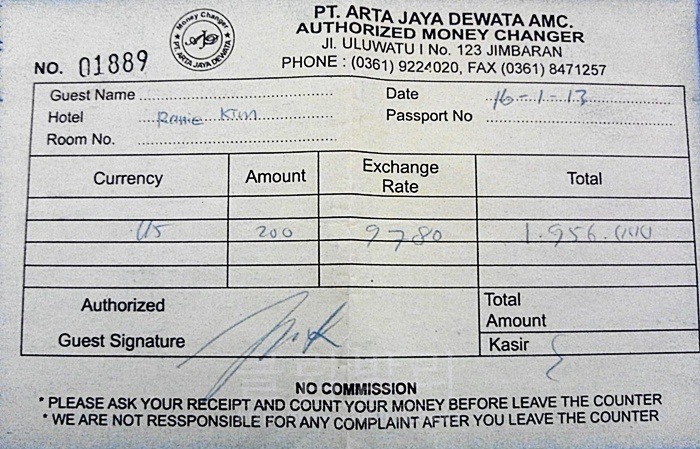 PT. ARTA JAYA DEWATA AMC.
AUTHORIZED MONEY CHANGER
Jl. ULUWATU I No. 123 JIMBARAN
PHONE : (0361) 9224020, FAX (0361) 8471257
Money Changer
PT. ARTA JAYA DEWATA
NO. 01889
Guest Name
Date 16-1-13
Hotel
Kim
Passport No
Room No.
Currency Amount Exchange Rate Total
US 200 9780 1.956.000
Authorized
Guest Signature
Total
Amount
Kasir
NO COMMISSION
* PLEASE ASK YOUR RECEIPT AND COUNT YOUR MONEY BEFORE LEAVE THE COUNTER
* WE ARE NOT RESSPONSIBLE FOR ANY COMPLAINT AFTER YOU LEAVE THE COUNTER